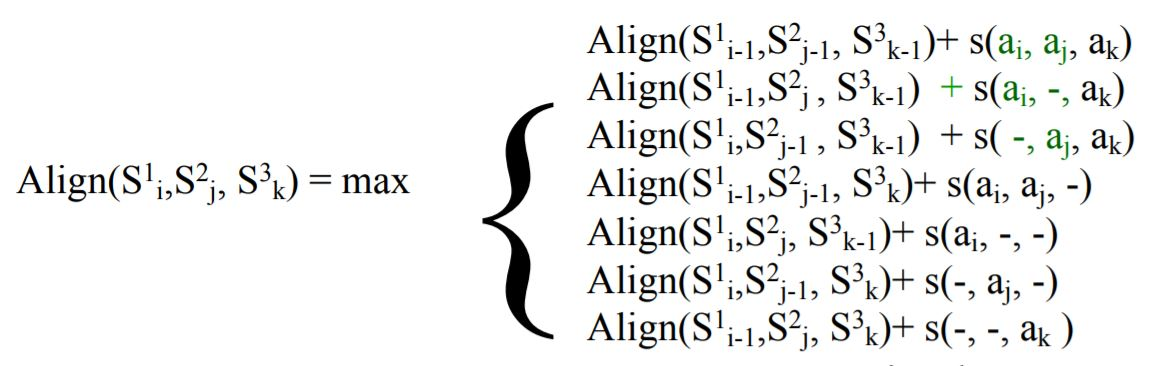 Align(S¹ᵢ,S²ⱼ, S³ₖ) = max
Align(S¹ᵢ₋₁,S²ⱼ₋₁, S³ₖ₋₁)+ s(aᵢ, aⱼ, aₖ)
Align(S¹ᵢ₋₁,S²ⱼ , S³ₖ₋₁) + s(aᵢ, -, aₖ)
Align(S¹ᵢ,S²ⱼ₋₁ , S³ₖ₋₁) + s( -, aⱼ, aₖ)
Align(S¹ᵢ₋₁,S²ⱼ₋₁, S³ₖ)+ s(aᵢ, aⱼ, -)
Align(S¹ᵢ,S²ⱼ, S³ₖ₋₁)+ s(aᵢ, -, -)
Align(S¹ᵢ,S²ⱼ₋₁, S³ₖ)+ s(-, aⱼ, -)
Align(S¹ᵢ₋₁,S²ⱼ, S³ₖ)+ s(-, -, aₖ )